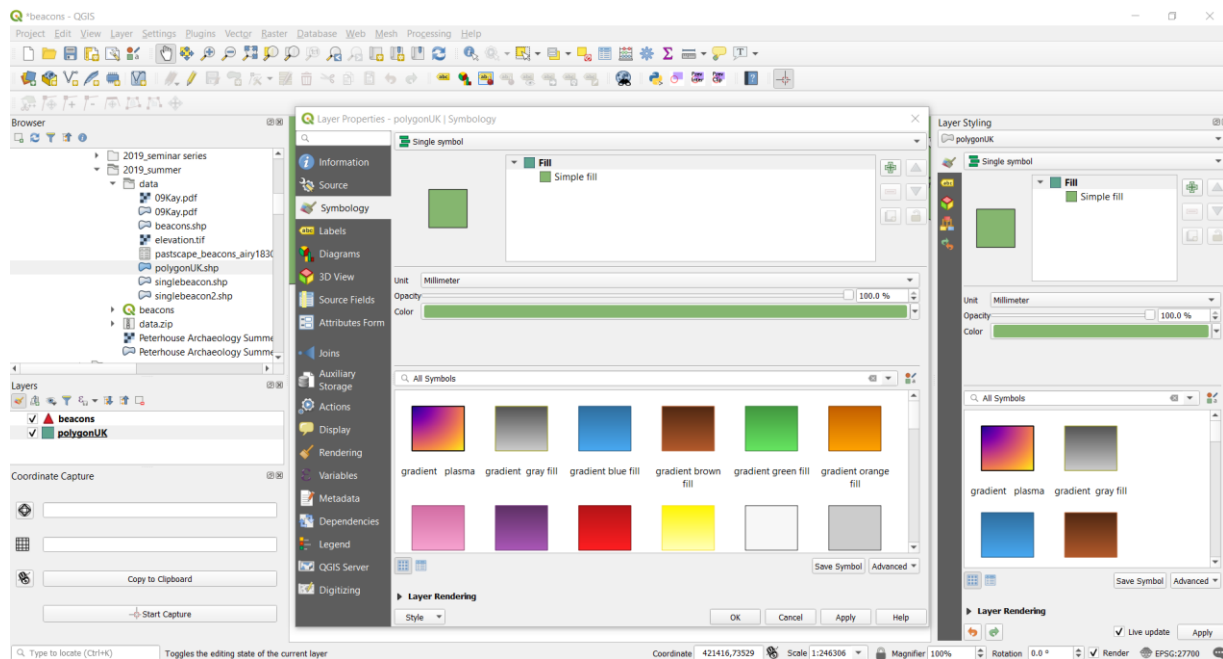 *beacons - QGIS
Project Edit View Layer Settings Plugins Vector Raster Database Web Mesh Processing Help
Browser
2019_seminar series
2019_summer
data
09Kay.pdf
09Kay.pdf
beacons.shp
elevation.tif
pastscape_beacons_airy1830
polygonUK.shp
singlebeacon.shp
singlebeacon2.shp
beacons
data.zip
Peterhouse Archaeology Summe
Peterhouse Archaeology Summe
Layers
beacons
polygonUK
Coordinate Capture
Copy to Clipboard
Start Capture
Layer Properties - polygonUK | Symbology
Information
Source
Symbology
Labels
Diagrams
3D View
Source Fields
Attributes Form
Joins
Auxiliary
Storage
Actions
Display
Rendering
Variables
Metadata
Dependencies
Legend
QGIS Server
Digitizing
Single symbol
Fill
Simple fill
Unit Millimeter
Opacity 100.0 %
Color
All Symbols
gradient plasma gradient gray fill gradient blue fill gradient brown fill gradient green fill gradient orange fill
Save Symbol Advanced
Layer Rendering
Style OK Cancel Apply Help
Layer Styling
polygonUK
Single symbol
Fill
Simple fill
Unit Millimeter
Opacity 100.0 %
Color
All Symbols
gradient plasma gradient gray fill
Save Symbol Advanced
Layer Rendering
Live update Apply
Type to locate (Ctrl+K) Toggles the editing state of the current layer Coordinate 421416,73529 Scale 1:246306 Magnifier 100% Rotation 0.0 ° Render EPSG:27700